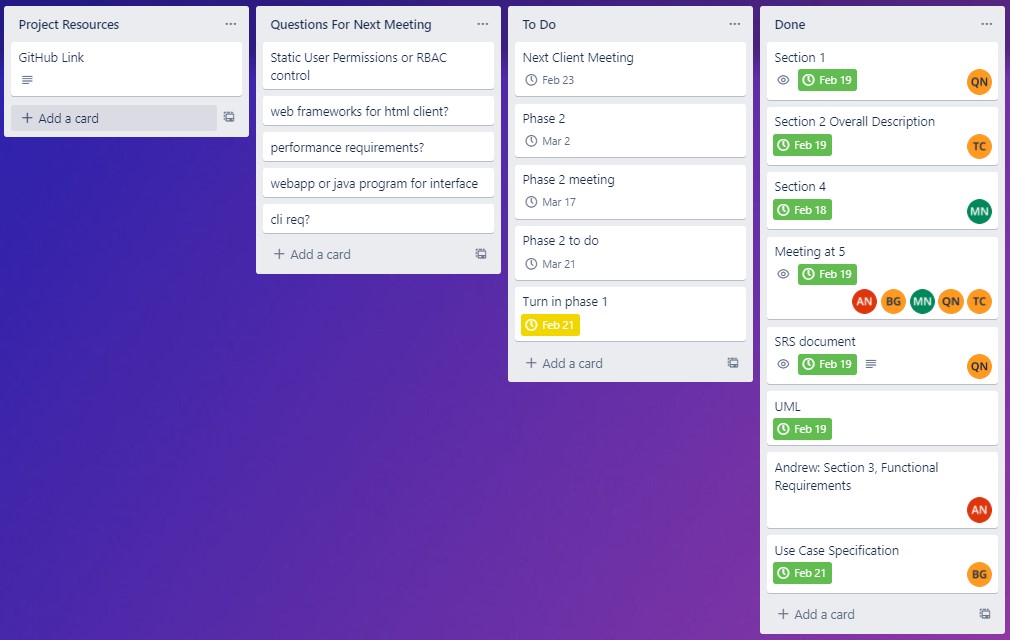 Project Resources
GitHub Link
+ Add a card
Questions For Next Meeting
Static User Permissions or RBAC
control
web frameworks for html client?
performance requirements?
webapp or java program for interface
cli req?
+ Add a card
To Do
Next Client Meeting
Feb 23
Phase 2
Mar 2
Phase 2 meeting
Mar 17
Phase 2 to do
Mar 21
Turn in phase 1
Feb 21
+ Add a card
Done
Section 1
Feb 19
QN
Section 2 Overall Description
Feb 19
TC
Section 4
Feb 18
MN
Meeting at 5
Feb 19
AN BG MN QN TC
SRS document
Feb 19
QN
UML
Feb 19
Andrew: Section 3, Functional
Requirements
AN
Use Case Specification
Feb 21
BG
+ Add a card